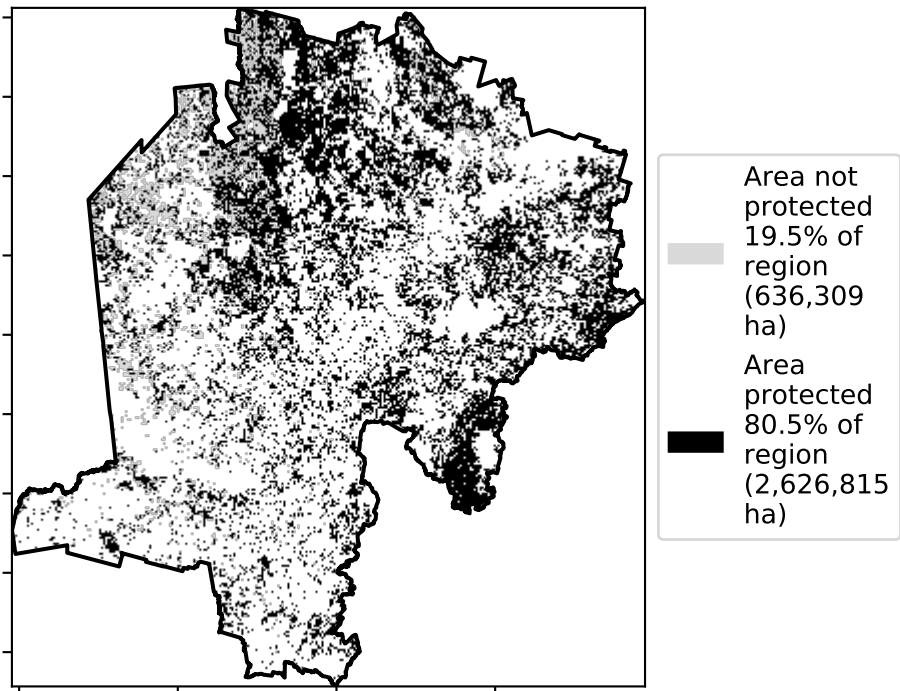 Area not
protected
19.5% of
region
(636,309
ha)
Area
protected
80.5% of
region
(2,626,815
ha)